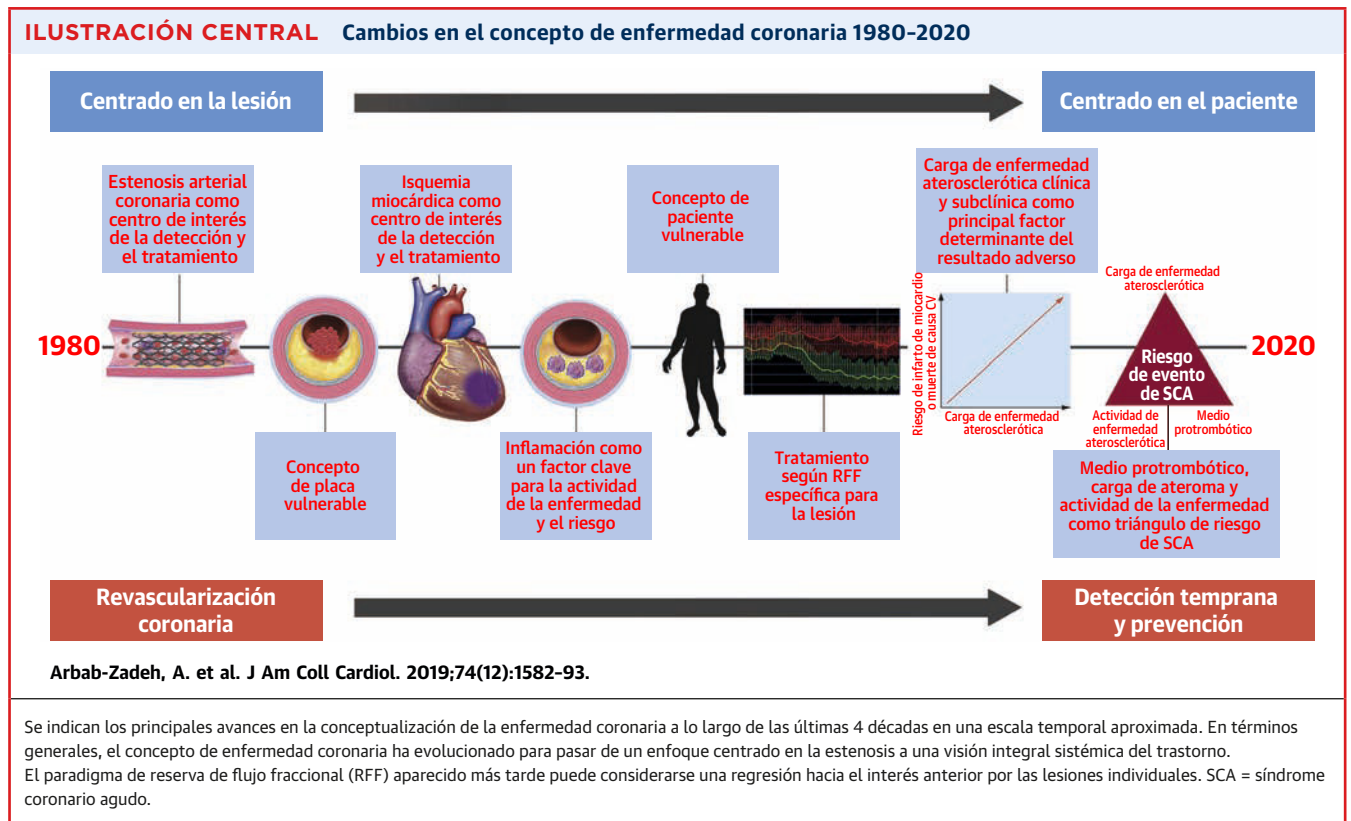 ILUSTRACIÓN CENTRAL Cambios en el concepto de enfermedad coronaria 1980-2020
Centrado en la lesión
Centrado en el paciente
Estenosis arterial
coronaria como
centro de interés
de la detección y
el tratamiento
Isquemia
miocárdica como
centro de interés
de la detección
y el tratamiento
Concepto de
paciente
vulnerable
Carga de enfermedad
aterosclerótica clínica
y subclínica como
principal factor
determinante del
resultado adverso
Carga de enfermedad
aterosclerótica
1980
2020
Riesgo de infarto de miocardio
o muerte de causa CV
Carga de enfermedad
aterosclerótica
Riesgo
de evento
de SCA
Actividad de
enfermedad
aterosclerótica
Medio
protrombótico
Concepto
de placa
vulnerable
Inflamación como
un factor clave
para la actividad
de la enfermedad
y el riesgo
Tratamiento
según RFF
específica para
la lesión
Medio protrombótico,
carga de ateroma y
actividad de la enfermedad
como triángulo de riesgo
de SCA
Revascularización
coronaria
Detección temprana
y prevención
Arbab-Zadeh, A. et al. J Am Coll Cardiol. 2019;74(12):1582-93.
Se indican los principales avances en la conceptualización de la enfermedad coronaria a lo largo de las últimas 4 décadas en una escala temporal aproximada. En términos
generales, el concepto de enfermedad coronaria ha evolucionado para pasar de un enfoque centrado en la estenosis a una visión integral sistémica del trastorno.
El paradigma de reserva de flujo fraccional (RFF) aparecido más tarde puede considerarse una regresión hacia el interés anterior por las lesiones individuales. SCA = síndrome
coronario agudo.